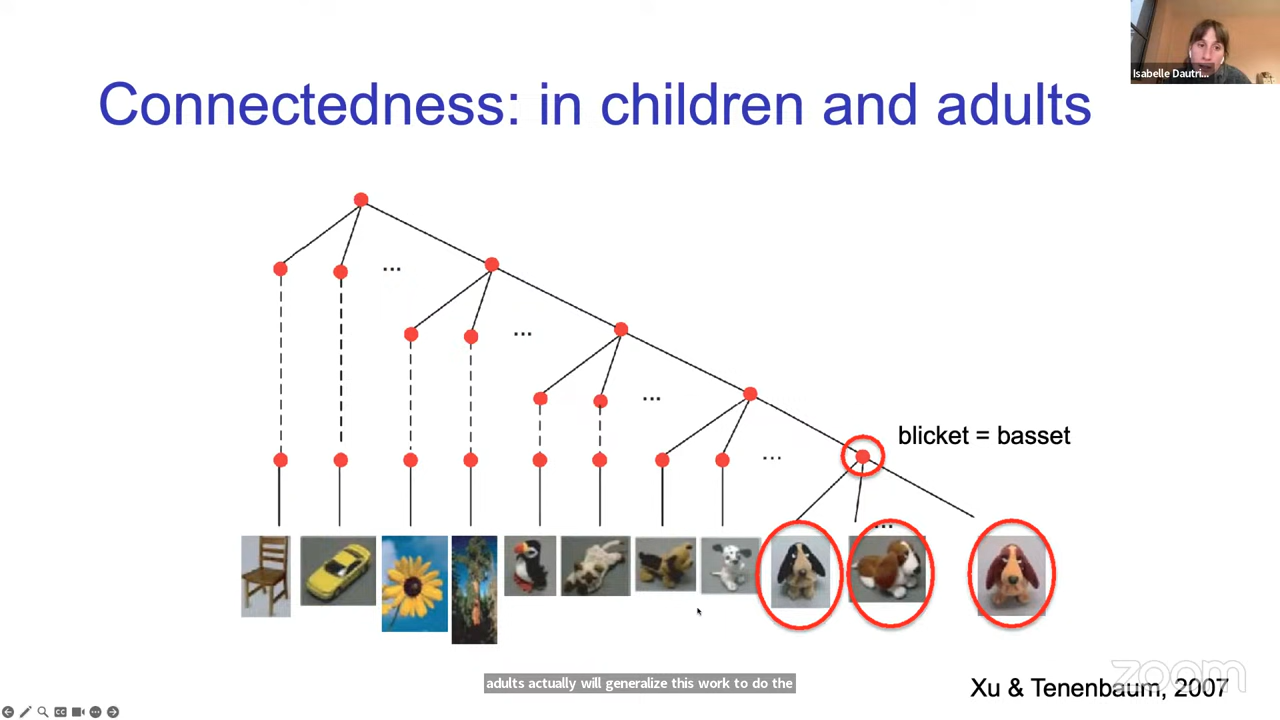 Isabelle Dautri...
Connectedness: in children and adults
...
...
...
...
blicket = basset
...
adults actually will generalize this work to do the
zoom
Xu & Tenenbaum, 2007